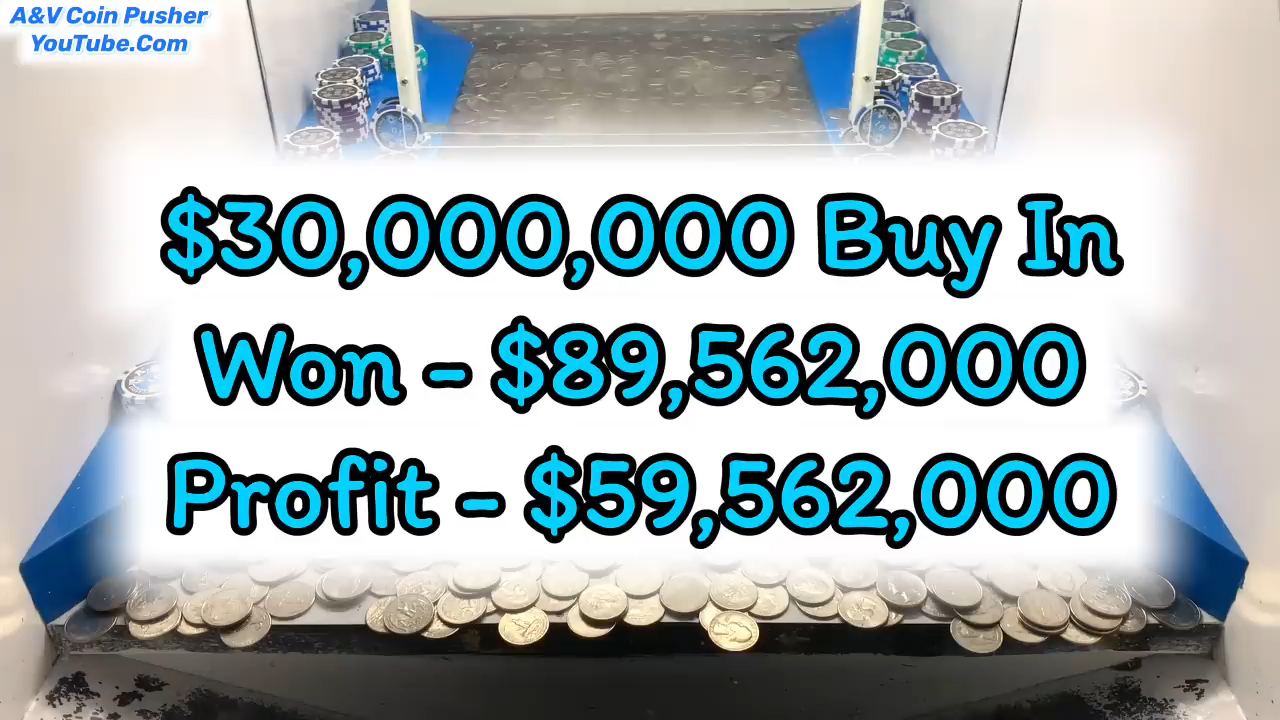 A&V Coin Pusher
YouTube.Com
$30,000,000 Buy In
Won - $89,562,000
Profit - $59,562,000